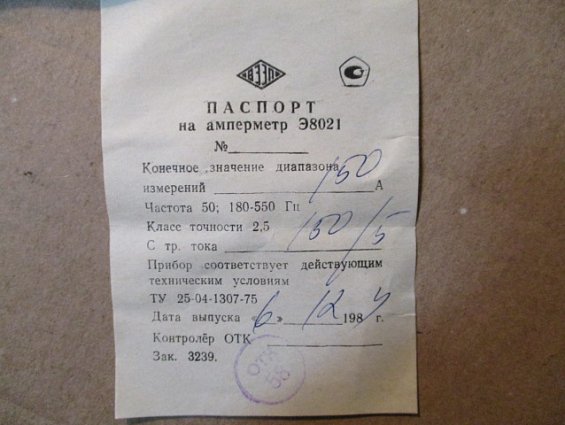 ВЗЭП
ПАСПОРТ
на амперметр Э8021
№
Конечное значение диапазона
измерений 150 А
Частота 50; 180-550 Гц
Класс точности 2,5
С тр. тока 150/5
Прибор соответствует действующим
техническим условиям
ТУ 25-04-1307-75
Дата выпуска «6» 12 198 г.
Контролёр ОТК
Зак. 3239.
ОТК
58